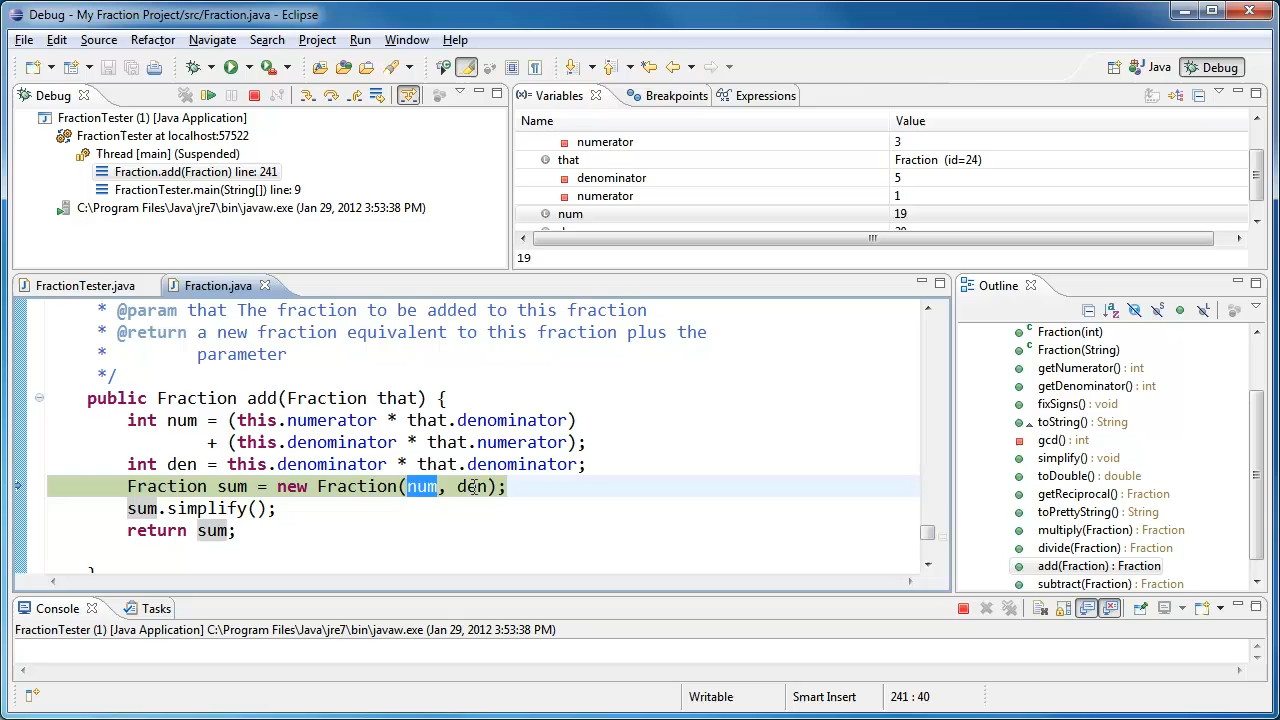 Debug - My Fraction Project/src/Fraction.java - Eclipse
File Edit Source Refactor Navigate Search Project Run Window Help
Java Debug
Debug
FractionTester (1) [Java Application]
FractionTester at localhost:57522
Thread [main] (Suspended)
Fraction.add(Fraction) line: 241
FractionTester.main(String[]) line: 9
C:\Program Files\Java\jre7\bin\javaw.exe (Jan 29, 2012 3:53:38 PM)
(x)= Variables Breakpoints Expressions
Name Value
numerator 3
that Fraction (id=24)
denominator 5
numerator 1
num 19
19
FractionTester.java Fraction.java
* @param that The fraction to be added to this fraction
* @return a new fraction equivalent to this fraction plus the
* parameter
*/
public Fraction add(Fraction that) {
int num = (this.numerator * that.denominator)
+ (this.denominator * that.numerator);
int den = this.denominator * that.denominator;
Fraction sum = new Fraction(num, den);
sum.simplify();
return sum;
}
Outline
Fraction(int)
Fraction(String)
getNumerator() : int
getDenominator() : int
fixSigns() : void
toString() : String
gcd() : int
simplify() : void
toDouble() : double
getReciprocal() : Fraction
toPrettyString() : String
multiply(Fraction) : Fraction
divide(Fraction) : Fraction
add(Fraction) : Fraction
subtract(Fraction) : Fraction
Console Tasks
FractionTester (1) [Java Application] C:\Program Files\Java\jre7\bin\javaw.exe (Jan 29, 2012 3:53:38 PM)
Writable Smart Insert 241 : 40